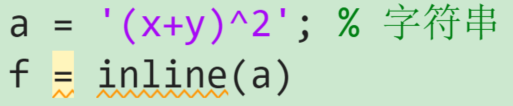 a = '(x+y)^2'; % 字符串
f = inline(a)